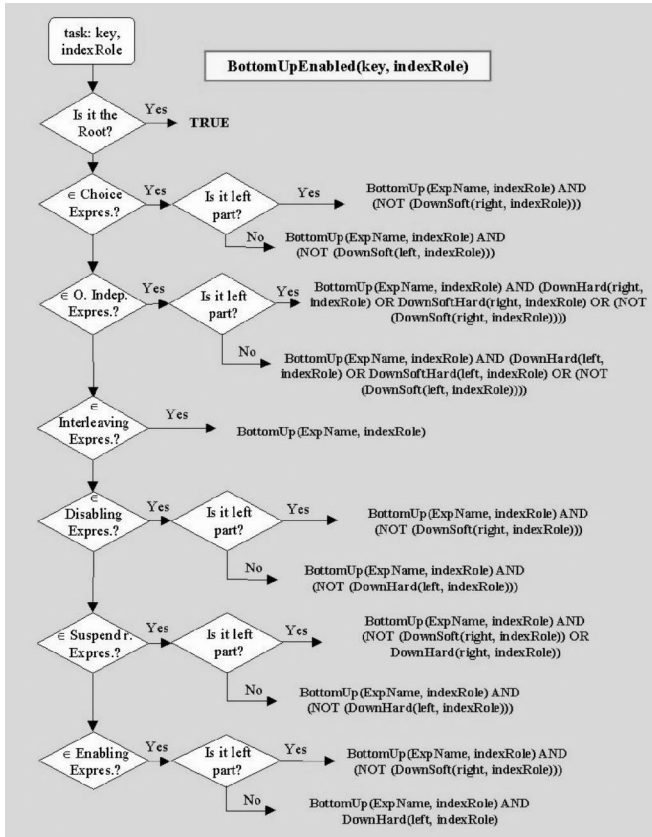 task: key,
indexRole
BottomUpEnabled(key, indexRole)
Is it the
Root?
Yes
TRUE
∈ Choice
Expres.?
Yes
Is it left
part?
Yes
BottomUp(ExpName, indexRole) AND
(NOT (DownSoft(right, indexRole)))
No
BottomUp(ExpName, indexRole) AND
(NOT (DownSoft(left, indexRole)))
∈ O. Indep.
Expres.?
Yes
Is it left
part?
Yes
BottomUp(ExpName, indexRole) AND (DownHard(right,
indexRole) OR DownSoftHard(right, indexRole) OR (NOT
(DownSoft(right, indexRole))))
No
BottomUp(ExpName, indexRole) AND (DownHard(left,
indexRole) OR DownSoftHard(left, indexRole) OR (NOT
(DownSoft(left, indexRole))))
∈
Interleaving
Expres.?
Yes
BottomUp(ExpName, indexRole)
∈
Disabling
Expres.?
Yes
Is it left
part?
Yes
BottomUp(ExpName, indexRole) AND
(NOT (DownSoft(right, indexRole)))
No
BottomUp(ExpName, indexRole) AND
(NOT (DownHard(left, indexRole)))
∈ Suspend r.
Expres.?
Yes
Is it left
part?
Yes
BottomUp(ExpName, indexRole) AND
(NOT (DownSoft(right, indexRole)) OR
DownHard(right, indexRole))
No
BottomUp(ExpName, indexRole) AND
(NOT (DownHard(left, indexRole)))
∈ Enabling
Expres.?
Yes
Is it left
part?
Yes
BottomUp(ExpName, indexRole) AND
(NOT (DownSoft(right, indexRole)))
No
BottomUp(ExpName, indexRole) AND
DownHard(left, indexRole)